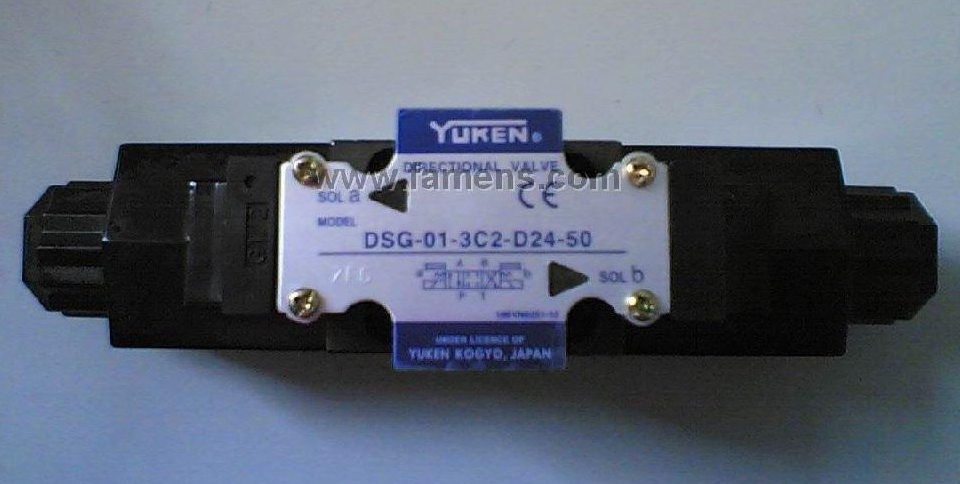 YUKEN®
DIRECTIONAL VALVE
www.famens.com
SOL a
CE
MODEL
DSG-01-3C2-D24-50
A B
a b
P T
SOL b
UNDER LICENCE OF
YUKEN KOGYO, JAPAN